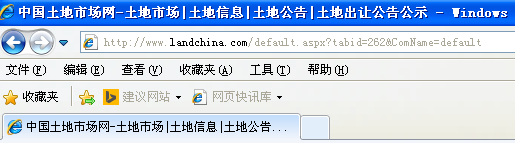 中国土地市场网-土地市场|土地信息|土地公告|土地出让公告公示 - Windows
http://www.landchina.com/default.aspx?tabid=262&ComName=default
文件(F) 编辑(E) 查看(V) 收藏夹(A) 工具(T) 帮助(H)
收藏夹 建议网站 网页快讯库
中国土地市场网-土地市场|土地信息|土地公告...